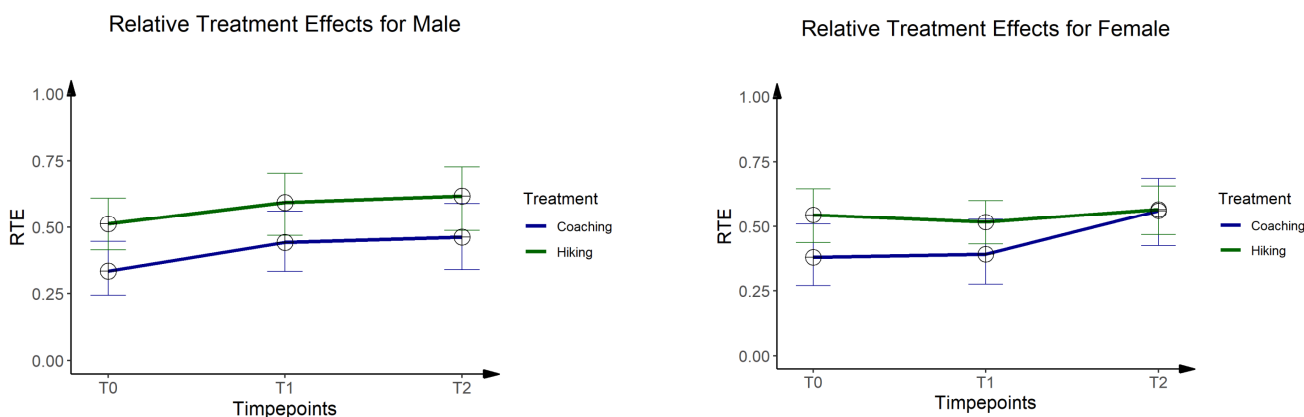 Relative Treatment Effects for Male
1.00
0.75
0.50
0.25
0.00
RTE
T0 T1 T2
Timpepoints
Treatment
Coaching
Hiking
Relative Treatment Effects for Female
1.00
0.75
0.50
0.25
0.00
RTE
T0 T1 T2
Timpepoints
Treatment
Coaching
Hiking